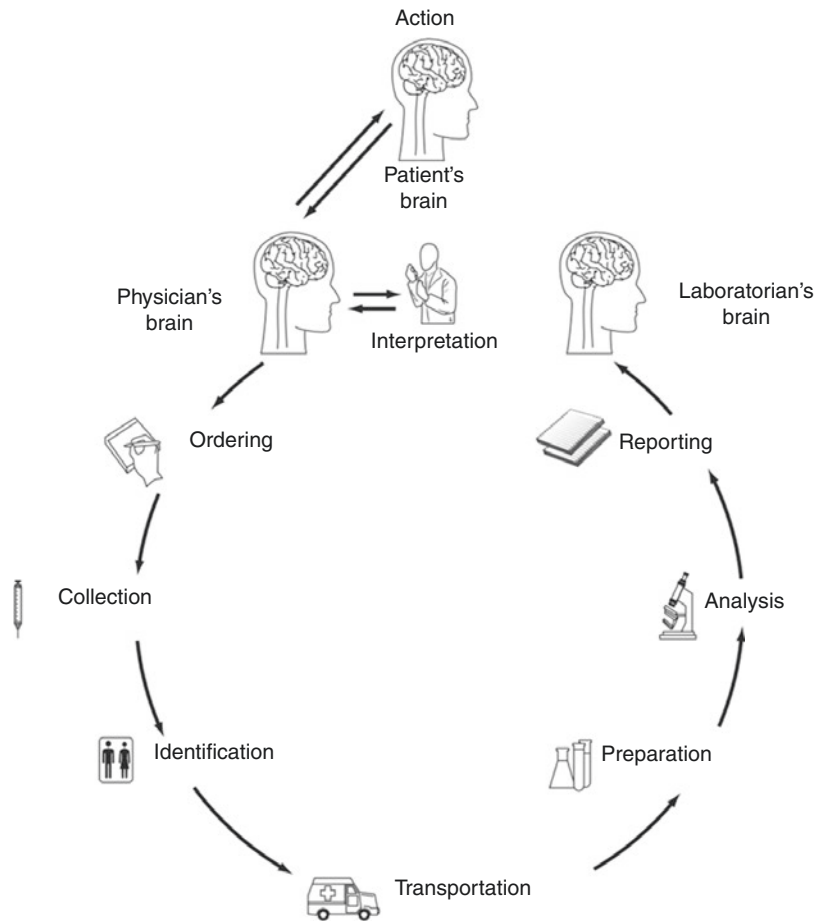 Action
Patient's
brain
Physician's
brain
Interpretation
Laboratorian's
brain
Ordering
Reporting
Collection
Analysis
Identification
Preparation
Transportation